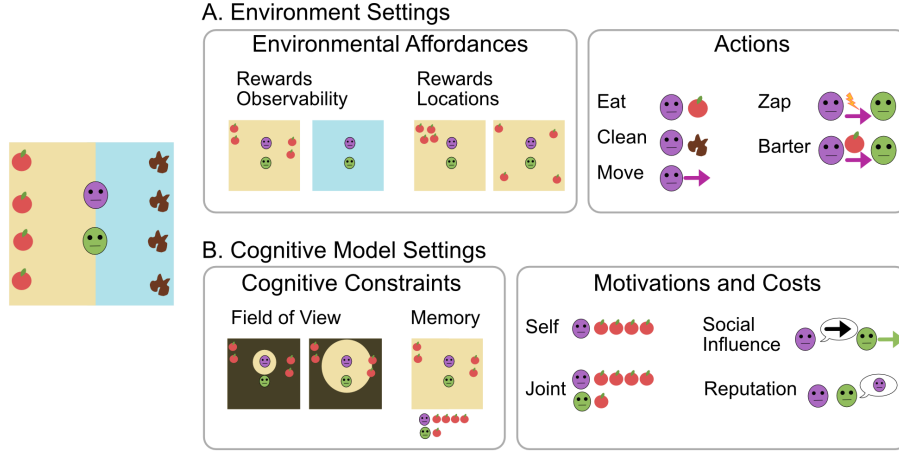 A. Environment Settings
Environmental Affordances
Rewards
Observability
Rewards
Locations
Actions
Eat
Clean
Move
Zap
Barter
B. Cognitive Model Settings
Cognitive Constraints
Field of View
Memory
Motivations and Costs
Self
Joint
Social
Influence
Reputation